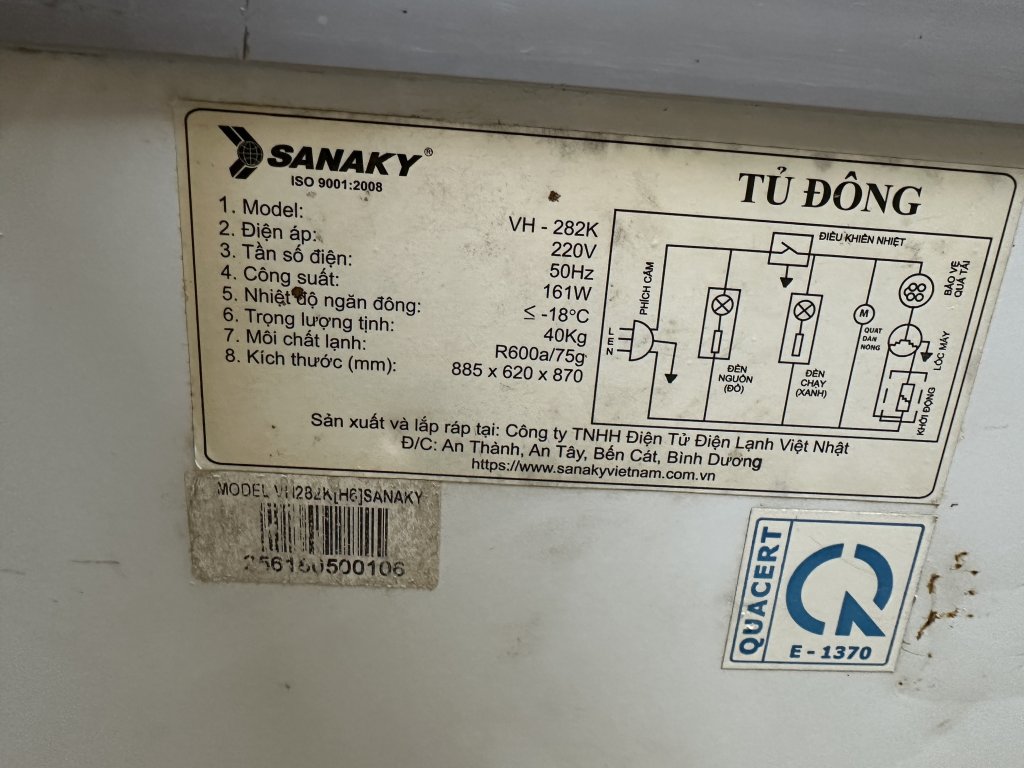 SANAKY®
ISO 9001:2008
TỦ ĐÔNG
1. Model: VH - 282K
2. Điện áp: 220V
3. Tần số điện: 50Hz
4. Công suất: 161W
5. Nhiệt độ ngăn đông: ≤ -18°C
6. Trọng lượng tịnh: 40Kg
7. Môi chất lạnh: R600a/75g
8. Kích thước (mm): 885 x 620 x 870
ĐIỀU KHIỂN NHIỆT
PHÍCH CẮM
L
E
N
ĐÈN
NGUỒN
(ĐỎ)
ĐÈN
CHẠY
(XANH)
M
QUẠT
DÀN
NÓNG
BẢO VỆ
QUÁ TẢI
LỐC MÁY
KHỞI ĐỘNG
Sản xuất và lắp ráp tại: Công ty TNHH Điện Tử Điện Lạnh Việt Nhật
Đ/C: An Thành, An Tây, Bến Cát, Bình Dương
https://www.sanakyvietnam.com.vn
MODEL VH282K[H6]SANAKY
256180500106
QUACERT
E - 1370